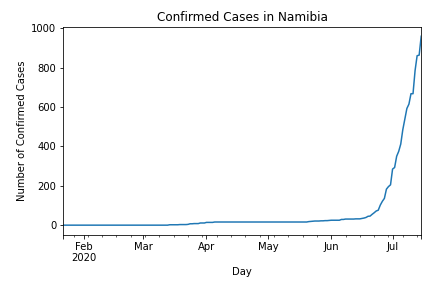 Confirmed Cases in Namibia
Number of Confirmed Cases
1000
800
600
400
200
0
Feb Mar Apr May Jun Jul
2020
Day